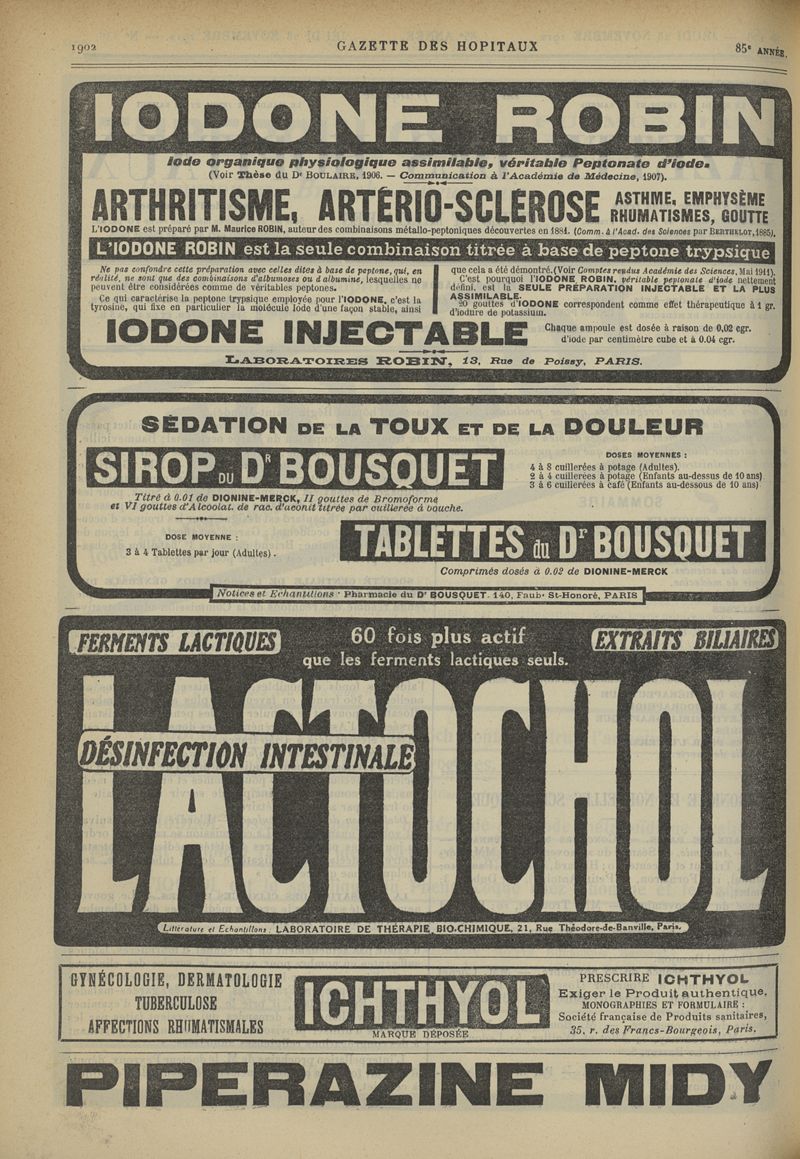 1902
GAZETTE DES HOPITAUX
85e ANNÉE.
IODONE ROBIN
Iode organique physiologique assimilable, véritable Peptonate d'iode.
(Voir Thèse du Dr BOULAIRE, 1906. — Communication à l'Académie de Médecine, 1907).
ARTHRITISME, ARTÉRIO-SCLÉROSE
ASTHME, EMPHYSÈME
RHUMATISMES, GOUTTE
L'IODONE est préparé par M. Maurice ROBIN, auteur des combinaisons métallo-peptoniques découvertes en 1881. (Comm. à l'Acad. des Sciences par BERTHELOT, 1885).
L'IODONE ROBIN est la seule combinaison titrée à base de peptone trypsique
Ne pas confondre cette préparation avec celles dites à base de peptone, qui, en
réalité, ne sont que des combinaisons d'albumoses ou d'albumine, lesquelles ne
peuvent être considérées comme de véritables peptones.
Ce qui caractérise la peptone trypsique employée pour l'IODONE, c'est la
tyrosine, qui fixe en particulier la molécule Iode d'une façon stable, ainsi
que cela a été démontré. (Voir Comptes rendus Académie des Sciences, Mai 1911).
C'est pourquoi l'IODONE ROBIN, véritable peptonate d'iode nettement
défini, est la SEULE PRÉPARATION INJECTABLE ET LA PLUS
ASSIMILABLE.
20 gouttes d'IODONE correspondent comme effet thérapeutique à 1 gr.
d'iodure de potassium.
IODONE INJECTABLE
Chaque ampoule est dosée à raison de 0,02 cgr.
d'iode par centimètre cube et à 0.04 cgr.
LABORATOIRES ROBIN, 13, Rue de Poissy, PARIS.
SÉDATION DE LA TOUX ET DE LA DOULEUR
SIROP DU DR BOUSQUET
DOSES MOYENNES :
4 à 8 cuillerées à potage (Adultes).
2 à 4 cuillerées à potage (Enfants au-dessus de 10 ans)
3 à 6 cuillerées à café (Enfants au-dessous de 10 ans)
Titré à 0.01 de DIONINE-MERCK, II gouttes de Bromoforme
et VI gouttes d'Alcoolat. de rac. d'aconit titrée par cuillerée à bouche.
DOSE MOYENNE :
3 à 4 Tablettes par jour (Adultes).
TABLETTES du Dr BOUSQUET
Comprimés dosés à 0.02 de DIONINE-MERCK
Notices et Echantillons : Pharmacie du Dr BOUSQUET. 140, Faubg St-Honoré, PARIS
FERMENTS LACTIQUES
60 fois plus actif
que les ferments lactiques seuls.
EXTRAITS BILIAIRES
LACTOCHOL
DÉSINFECTION INTESTINALE
Littérature et Echantillons : LABORATOIRE DE THÉRAPIE BIO-CHIMIQUE, 21, Rue Théodore-de-Banville, Paris.
GYNÉCOLOGIE, DERMATOLOGIE
TUBERCULOSE
AFFECTIONS RHUMATISMALES
ICHTHYOL
MARQUE DÉPOSÉE
PRESCRIRE ICHTHYOL
Exiger le Produit authentique.
MONOGRAPHIES ET FORMULAIRE :
Société française de Produits sanitaires,
35, r. des Francs-Bourgeois, Paris.
PIPERAZINE MIDY